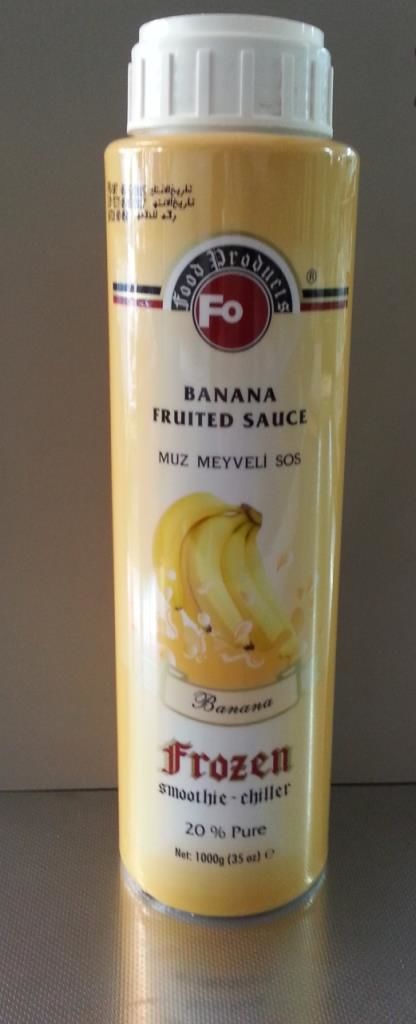 Food Products
Fo
®
BANANA
FRUITED SAUCE
MUZ MEYVELİ SOS
Banana
Frozen
smoothie - chiller
20 % Pure
Net: 1000g (35 oz) ℮